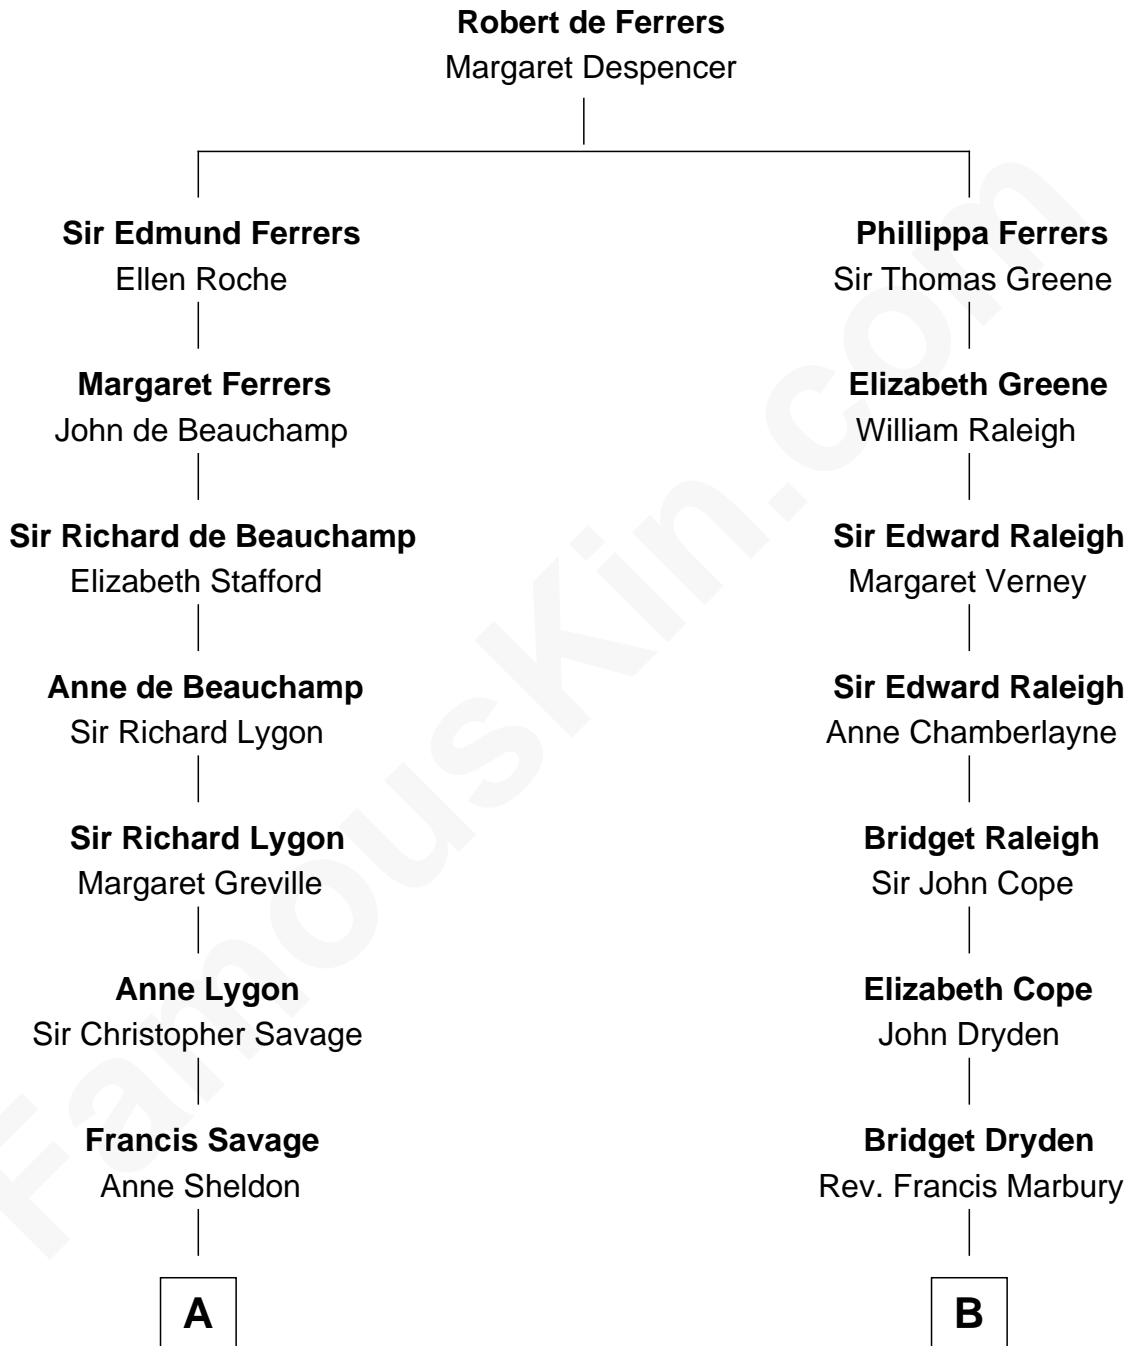 Robert de Ferrers
Margaret Despencer
Sir Edmund Ferrers
Ellen Roche
Phillippa Ferrers
Sir Thomas Greene
Margaret Ferrers
John de Beauchamp
Elizabeth Greene
William Raleigh
Sir Richard de Beauchamp
Elizabeth Stafford
Sir Edward Raleigh
Margaret Verney
Anne de Beauchamp
Sir Richard Lygon
Sir Edward Raleigh
Anne Chamberlayne
Sir Richard Lygon
Margaret Greville
Bridget Raleigh
Sir John Cope
Anne Lygon
Sir Christopher Savage
Elizabeth Cope
John Dryden
Francis Savage
Anne Sheldon
Bridget Dryden
Rev. Francis Marbury
A
B
FamousKin.com